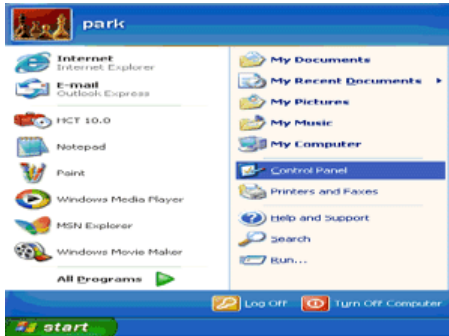 park
Internet
Internet Explorer
E-mail
Outlook Express
HCT 10.0
Notepad
Paint
Windows Media Player
MSN Explorer
Windows Movie Maker
All Programs
My Documents
My Recent Documents
My Pictures
My Music
My Computer
Control Panel
Printers and Faxes
Help and Support
Search
Run...
Log Off
Turn Off Computer
start